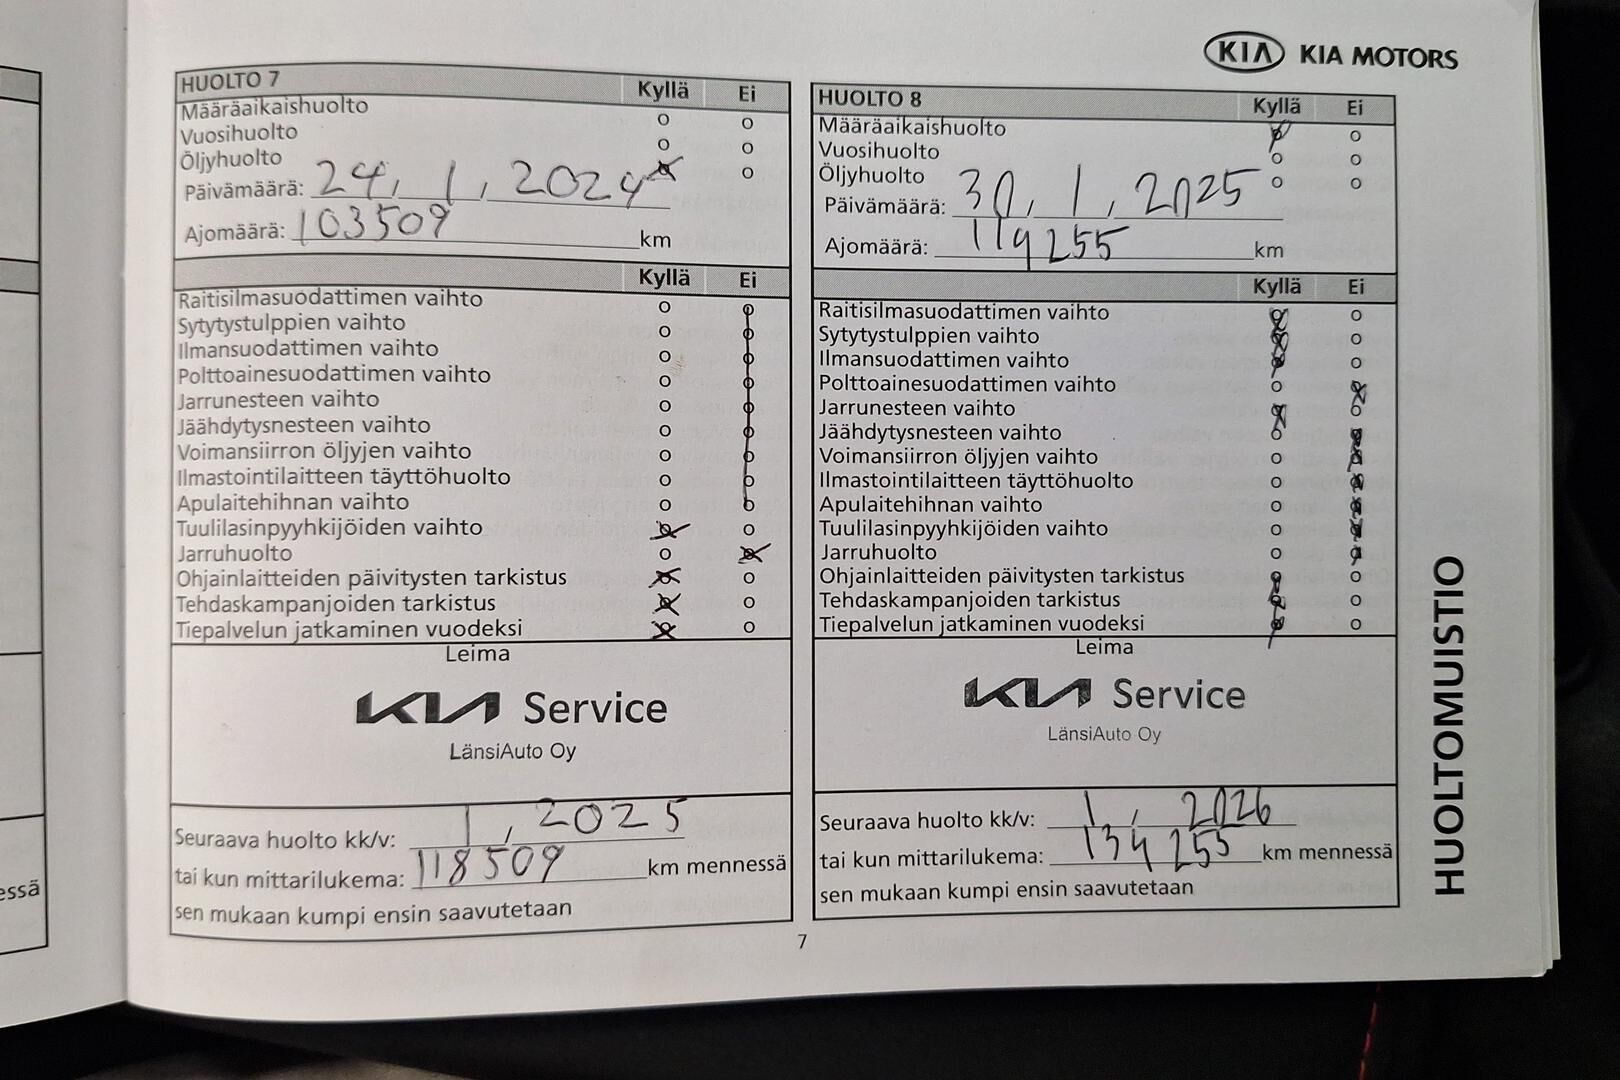 KIA KIA MOTORS
HUOLTO 7 Kyllä Ei
Määräaikaishuolto o o
Vuosihuolto o o
Öljyhuolto o o
Päivämäärä: 24, 1, 2024
Ajomäärä: 103509 km
Kyllä Ei
Raitisilmasuodattimen vaihto o o
Sytytystulppien vaihto o o
Ilmansuodattimen vaihto o o
Polttoainesuodattimen vaihto o o
Jarrunesteen vaihto o o
Jäähdytysnesteen vaihto o o
Voimansiirron öljyjen vaihto o o
Ilmastointilaitteen täyttöhuolto o o
Apulaitehihnan vaihto o o
Tuulilasinpyyhkijöiden vaihto o o
Jarruhuolto o o
Ohjainlaitteiden päivitysten tarkistus o o
Tehdaskampanjoiden tarkistus o o
Tiepalvelun jatkaminen vuodeksi o o
Leima
KIA Service
LänsiAuto Oy
Seuraava huolto kk/v: 1, 2025
tai kun mittarilukema: 118509 km mennessä
sen mukaan kumpi ensin saavutetaan
HUOLTO 8 Kyllä Ei
Määräaikaishuolto o o
Vuosihuolto o o
Öljyhuolto o o
Päivämäärä: 30, 1, 2025
Ajomäärä: 119255 km
Kyllä Ei
Raitisilmasuodattimen vaihto o o
Sytytystulppien vaihto o o
Ilmansuodattimen vaihto o o
Polttoainesuodattimen vaihto o o
Jarrunesteen vaihto o o
Jäähdytysnesteen vaihto o o
Voimansiirron öljyjen vaihto o o
Ilmastointilaitteen täyttöhuolto o o
Apulaitehihnan vaihto o o
Tuulilasinpyyhkijöiden vaihto o o
Jarruhuolto o o
Ohjainlaitteiden päivitysten tarkistus o o
Tehdaskampanjoiden tarkistus o o
Tiepalvelun jatkaminen vuodeksi o o
Leima
KIA Service
LänsiAuto Oy
Seuraava huolto kk/v: 1, 2026
tai kun mittarilukema: 134255 km mennessä
sen mukaan kumpi ensin saavutetaan
HUOLTOMUISTIO
7